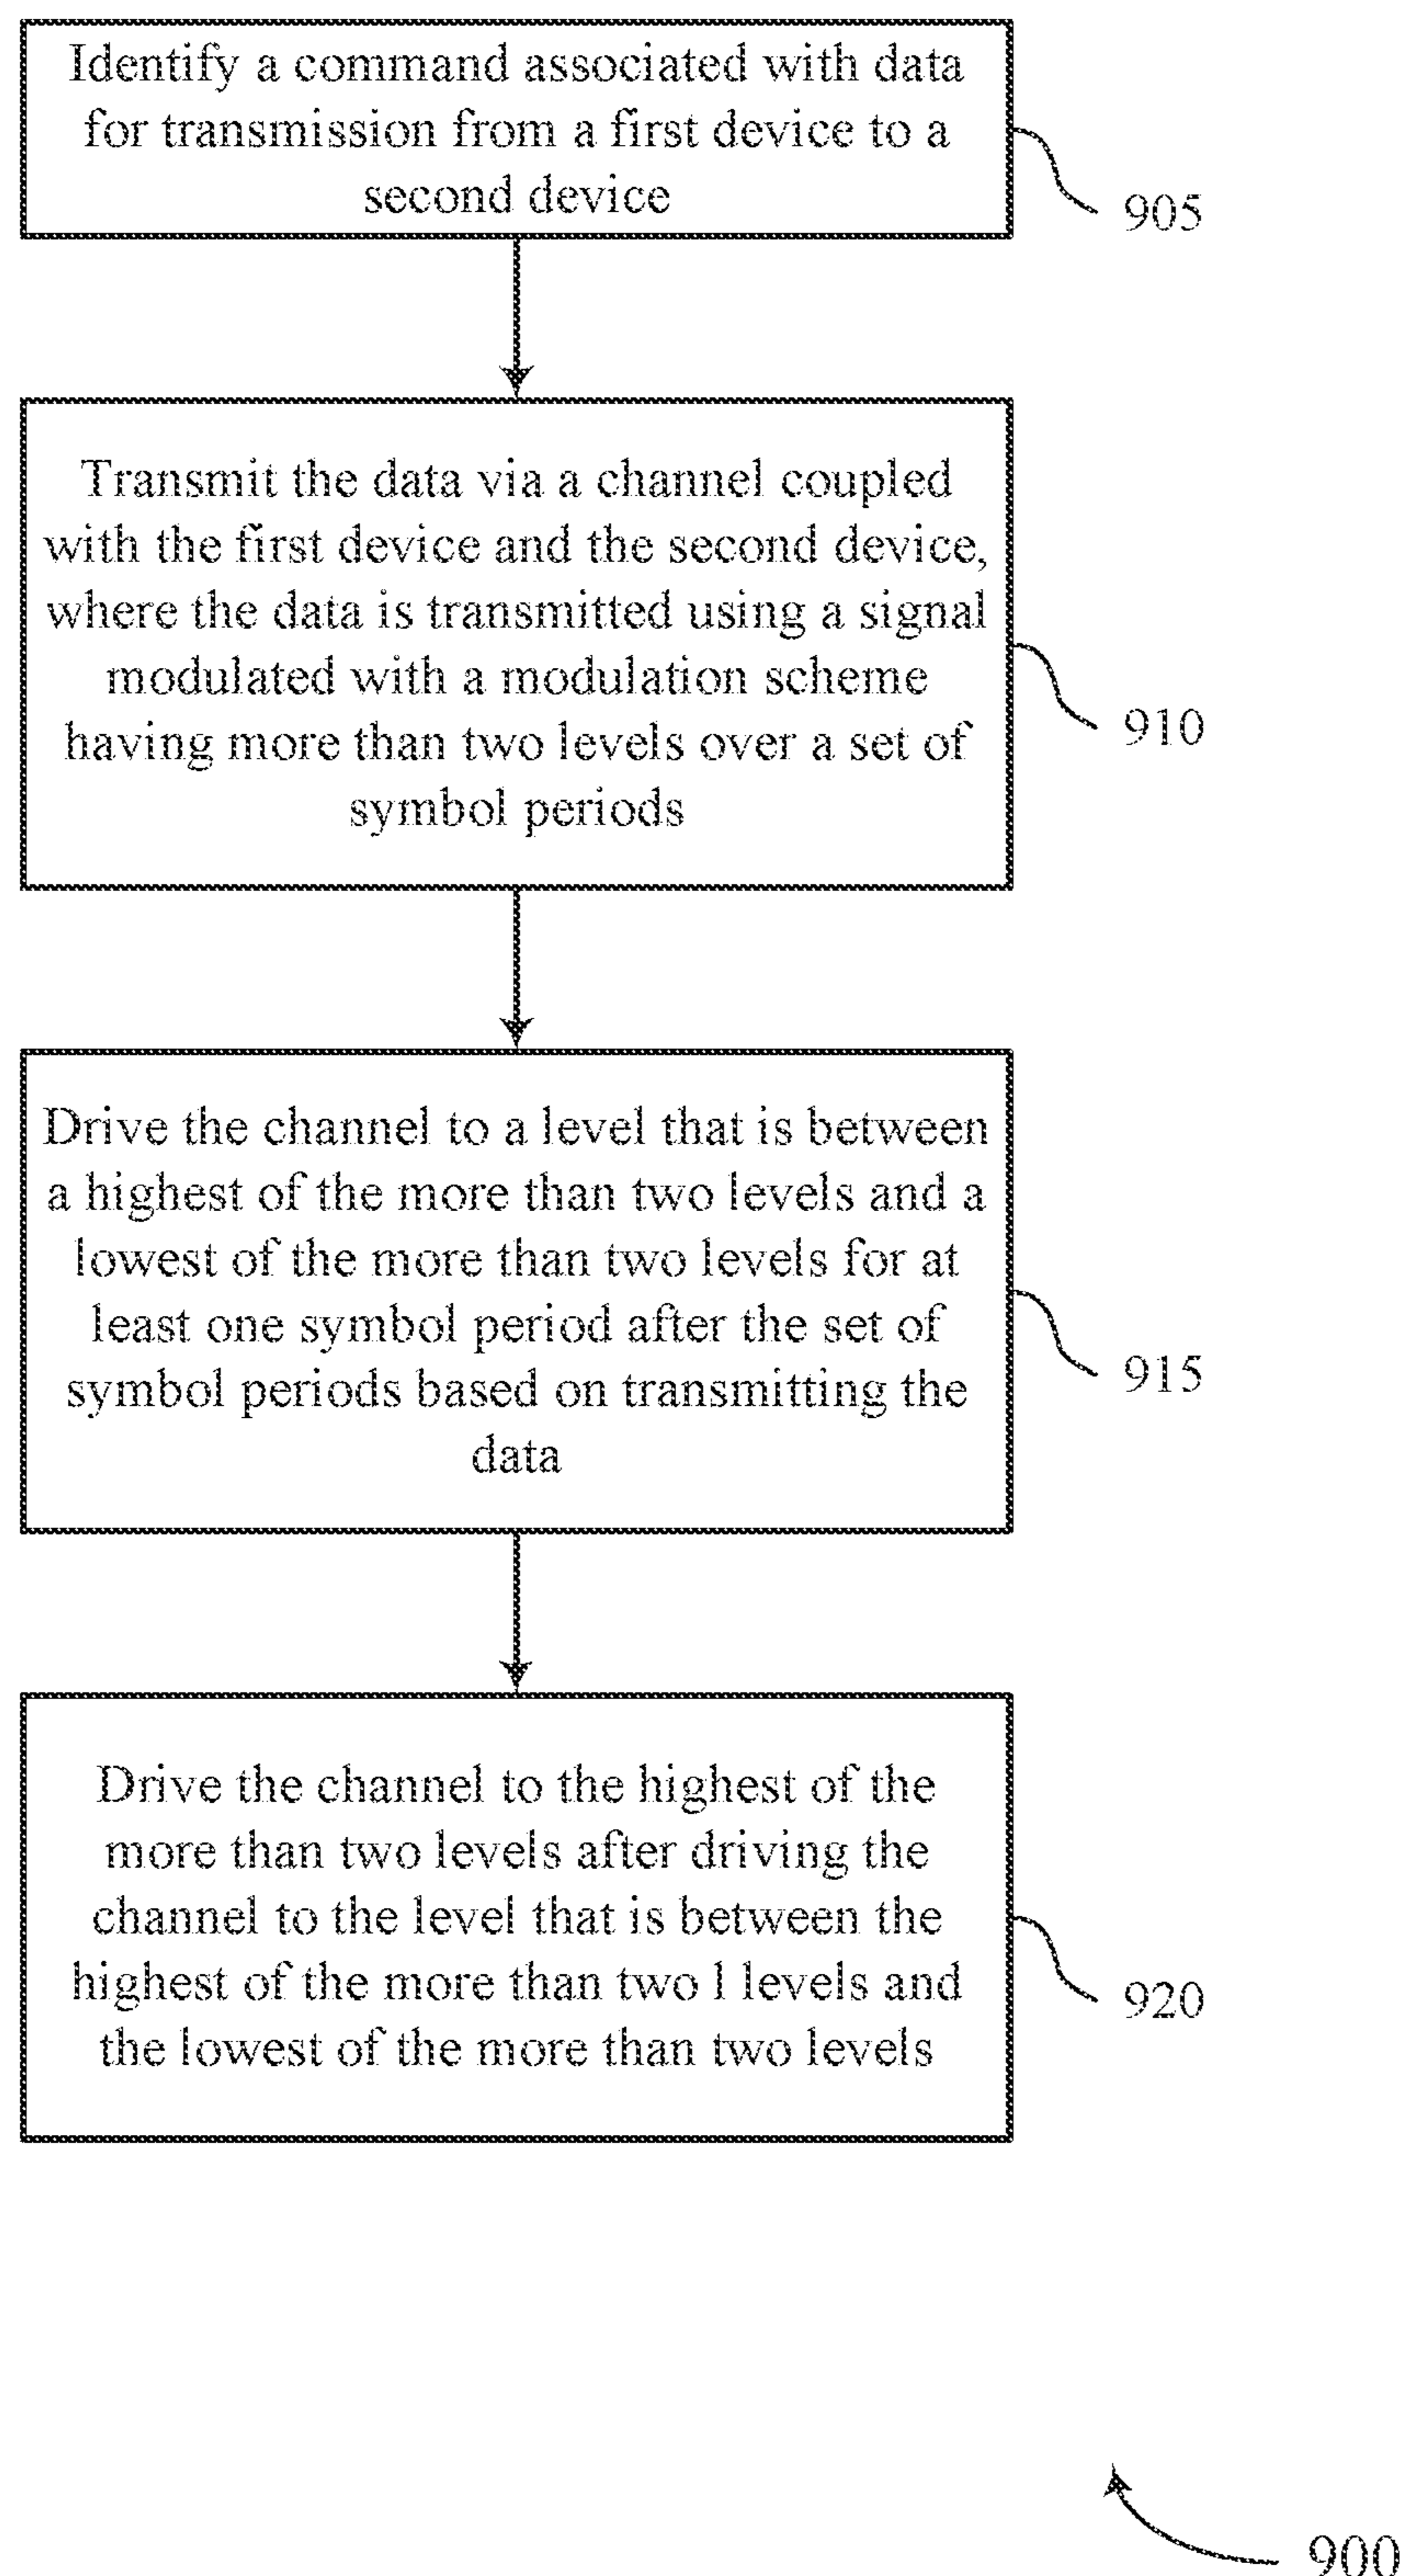 Identify a command associated with data
for transmission from a first device to a
second device
905
Transmit the data via a channel coupled
with the first device and the second device,
where the data is transmitted using a signal
modulated with a modulation scheme
having more than two levels over a set of
symbol periods
910
Drive the channel to a level that is between
a highest of the more than two levels and a
lowest of the more than two levels for at
least one symbol period after the set of
symbol periods based on transmitting the
data
915
Drive the channel to the highest of the
more than two levels after driving the
channel to the level that is between the
highest of the more than two l levels and
the lowest of the more than two levels
920
900